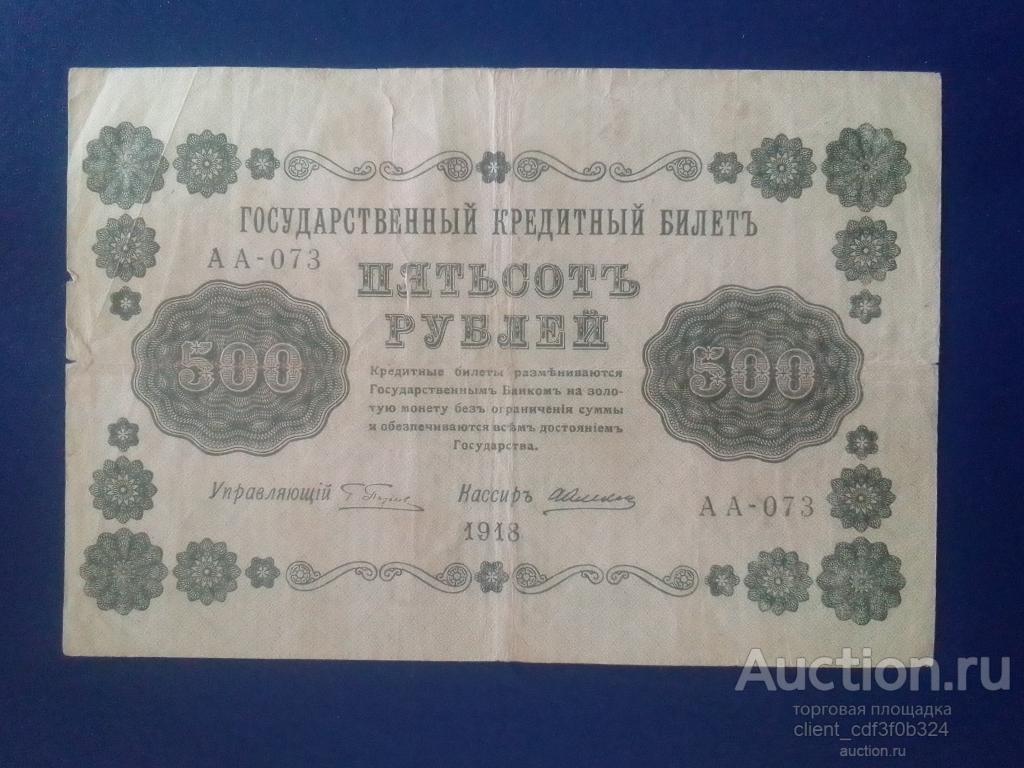 ГОСУДАРСТВЕННЫЙ КРЕДИТНЫЙ БИЛЕТЪ
АА-073
ПЯТЬСОТЪ
РУБЛЕЙ
500
500
Кредитные билеты размѣниваются
Государственнымъ Банкомъ на золо-
тую монету безъ ограниченія суммы
и обезпечиваются всѣмъ достояніемъ
Государства.
Управляющій
Кассиръ
1918
АА-073
Auction.ru
торговая площадка
client_cdf3f0b324
auction.ru